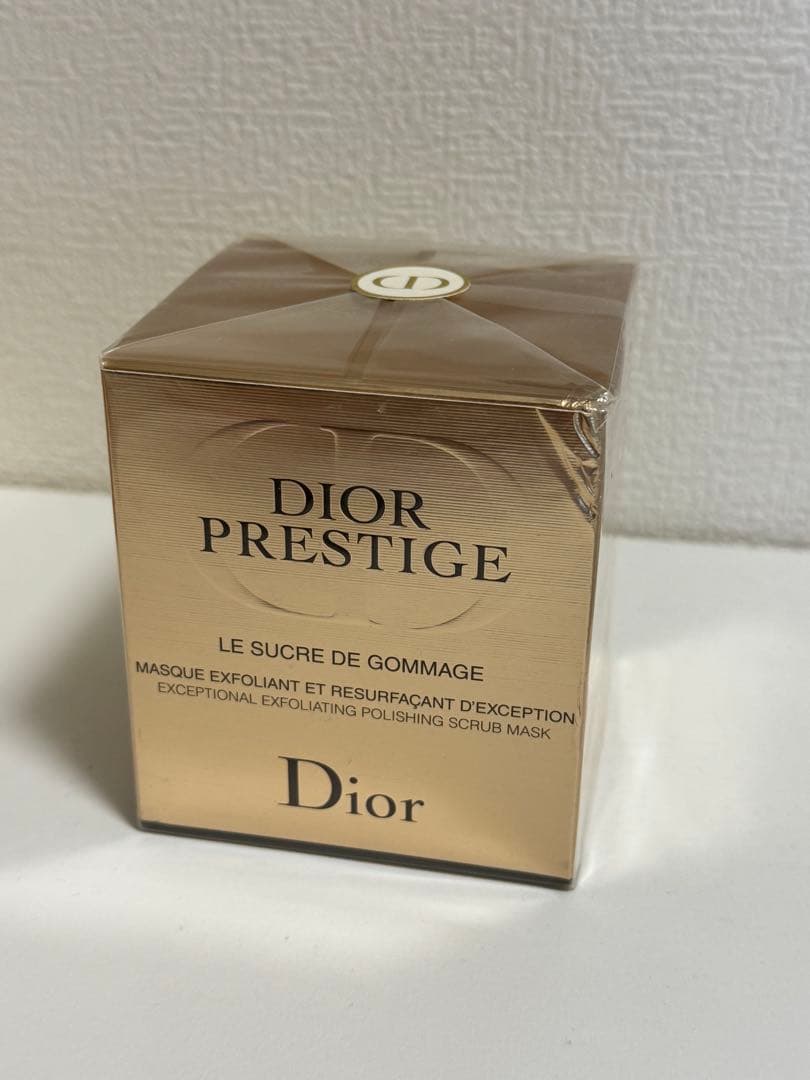 DIOR
PRESTIGE
LE SUCRE DE GOMMAGE
MASQUE EXFOLIANT ET RESURFAÇANT D'EXCEPTION
EXCEPTIONAL EXFOLIATING POLISHING SCRUB MASK
Dior